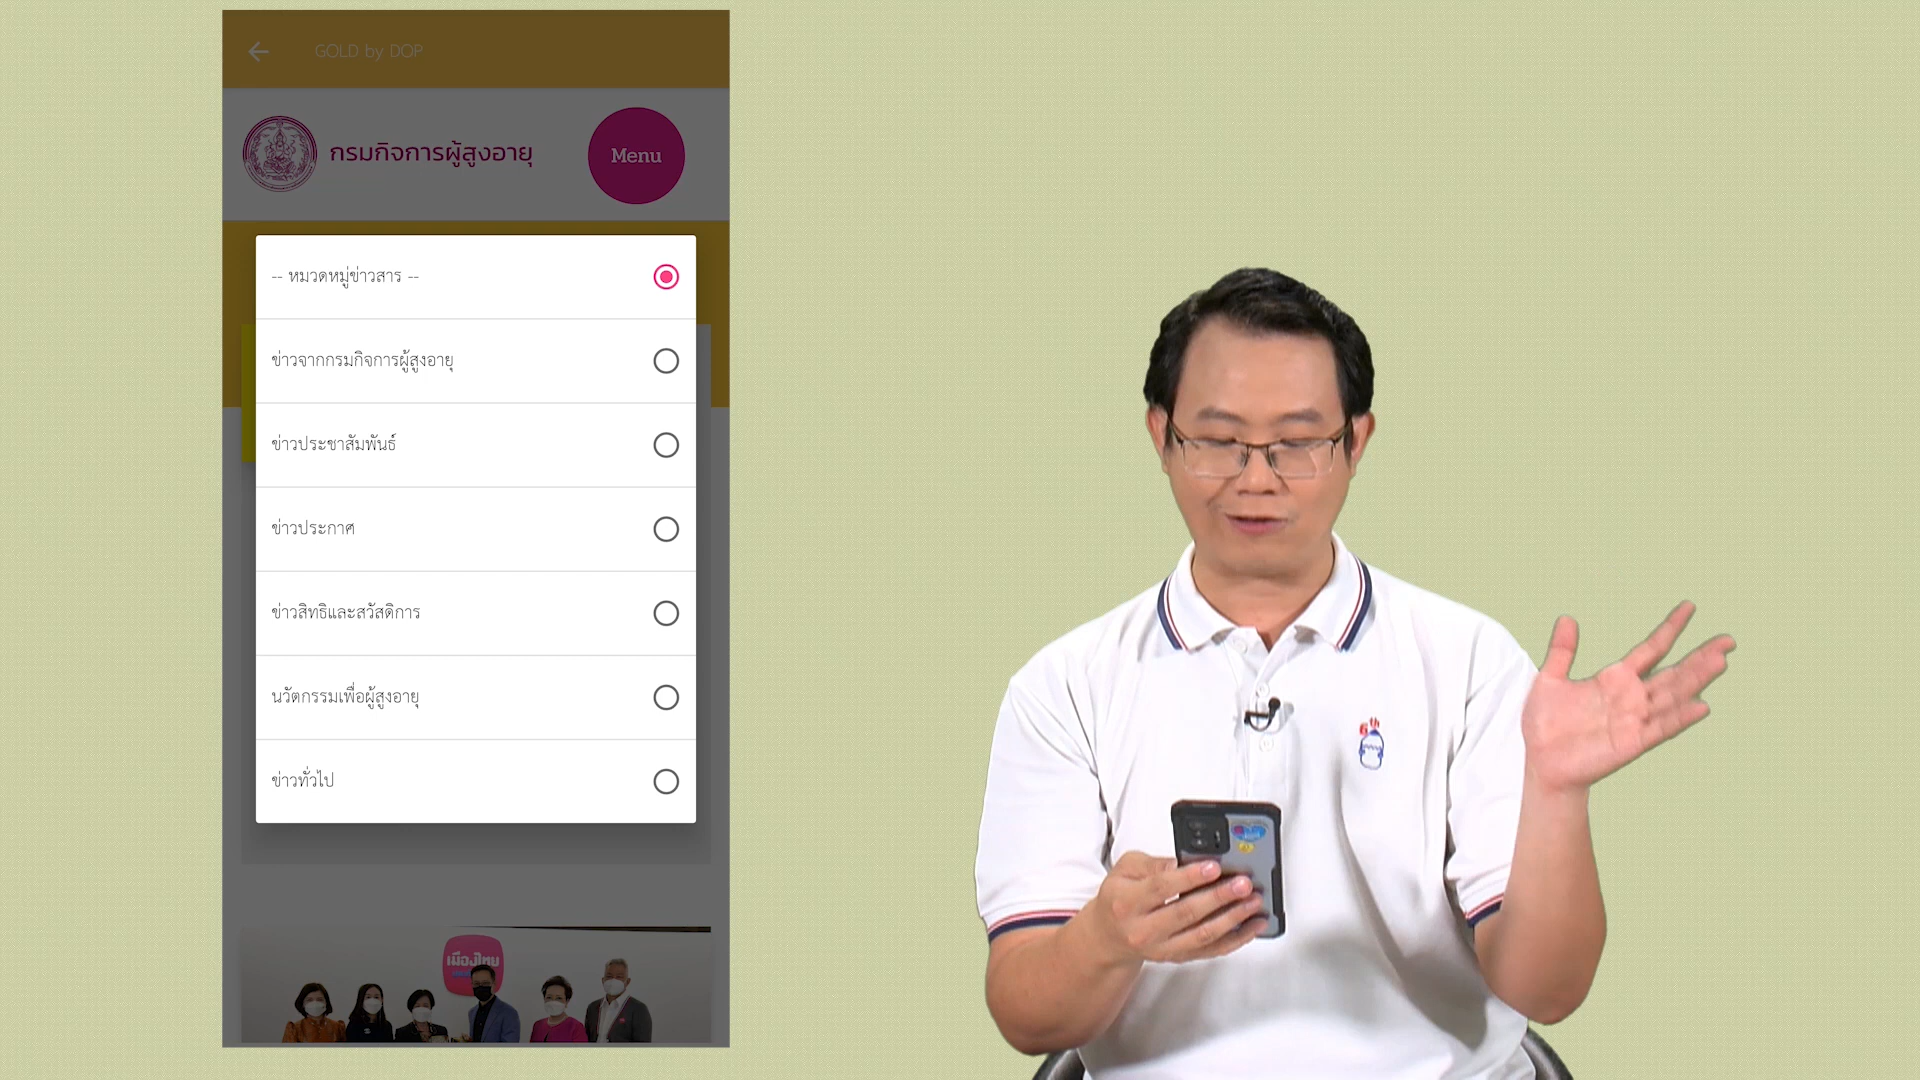 GOLD by DOP
กรมกิจการผู้สูงอายุ
Menu
-- หมวดหมู่ข่าวสาร --
ข่าวจากกรมกิจการผู้สูงอายุ
ข่าวประชาสัมพันธ์
ข่าวประกาศ
ข่าวสิทธิและสวัสดิการ
นวัตกรรมเพื่อผู้สูงอายุ
ข่าวทั่วไป
เมืองไทย
6th